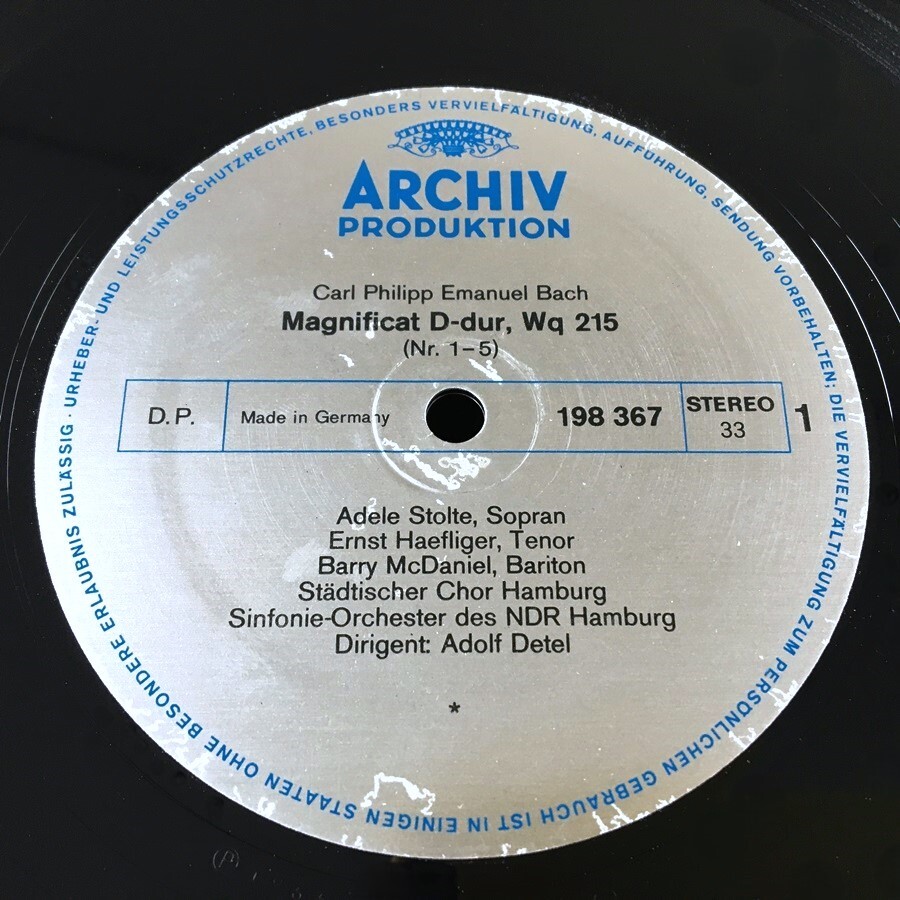 ARCHIV
PRODUKTION
Carl Philipp Emanuel Bach
Magnificat D-dur, Wq 215
(Nr. 1-5)
D.P.
Made in Germany
198 367
STEREO
33
1
Adele Stolte, Sopran
Ernst Haefliger, Tenor
Barry McDaniel, Bariton
Städtischer Chor Hamburg
Sinfonie-Orchester des NDR Hamburg
Dirigent: Adolf Detel
*
URHEBER- UND LEISTUNGSSCHUTZRECHTE, BESONDERS VERVIELFÄLTIGUNG, AUFFÜHRUNG, SENDUNG VORBEHALTEN; DIE VERVIELFÄLTIGUNG ZUM PERSÖNLICHEN GEBRAUCH IST IN EINIGEN STAATEN OHNE BESONDERE ERLAUBNIS ZULÄSSIG ·